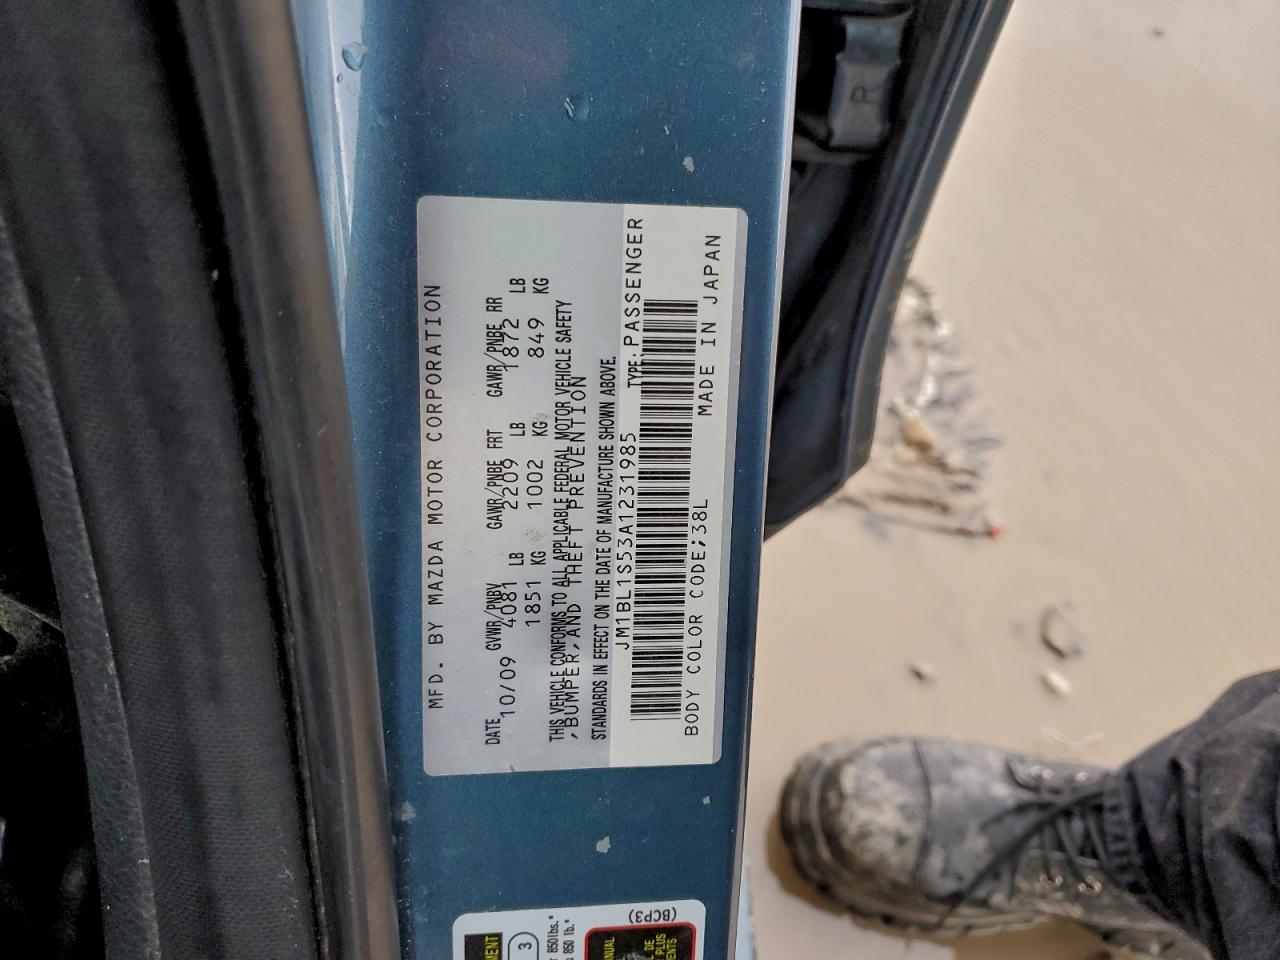 MFD. BY MAZDA MOTOR CORPORATION
DATE GVWR/PNBV GAWR/PNBE FRT GAWR/PNBE RR
10/09 4081 LB 2209 LB 1872 LB
1851 KG 1002 KG 849 KG
THIS VEHICLE CONFORMS TO ALL APPLICABLE FEDERAL MOTOR VEHICLE SAFETY
,BUMPER,AND THEFT PREVENTION
STANDARDS IN EFFECT ON THE DATE OF MANUFACTURE SHOWN ABOVE.
JM1BL1S53A1231985 TYPE:PASSENGER
BODY COLOR CODE;38L MADE IN JAPAN
R
3
850 lb.*
(BCP3)